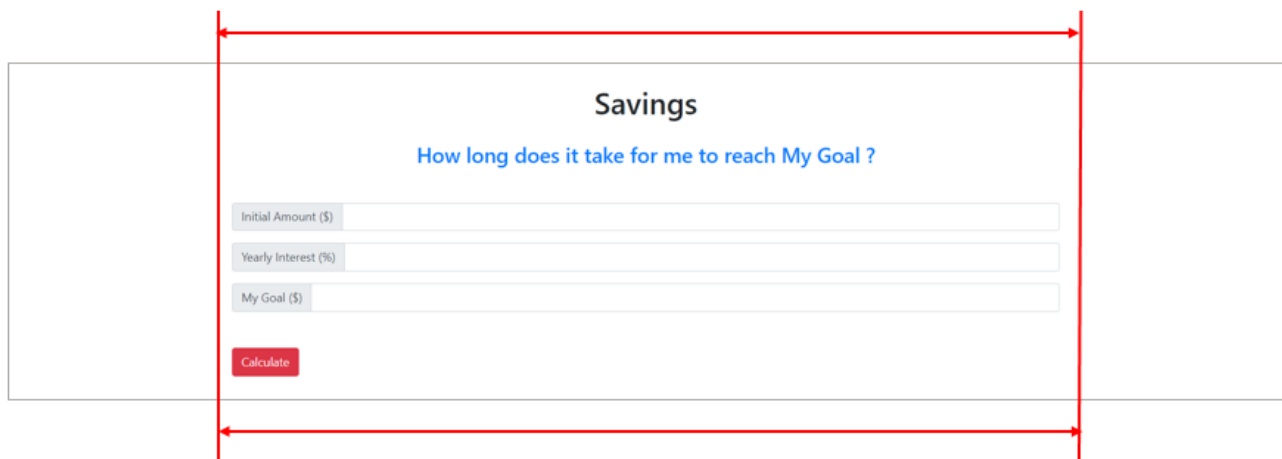 Savings
How long does it take for me to reach My Goal ?
Initial Amount ($)
Yearly Interest (%)
My Goal ($)
Calculate